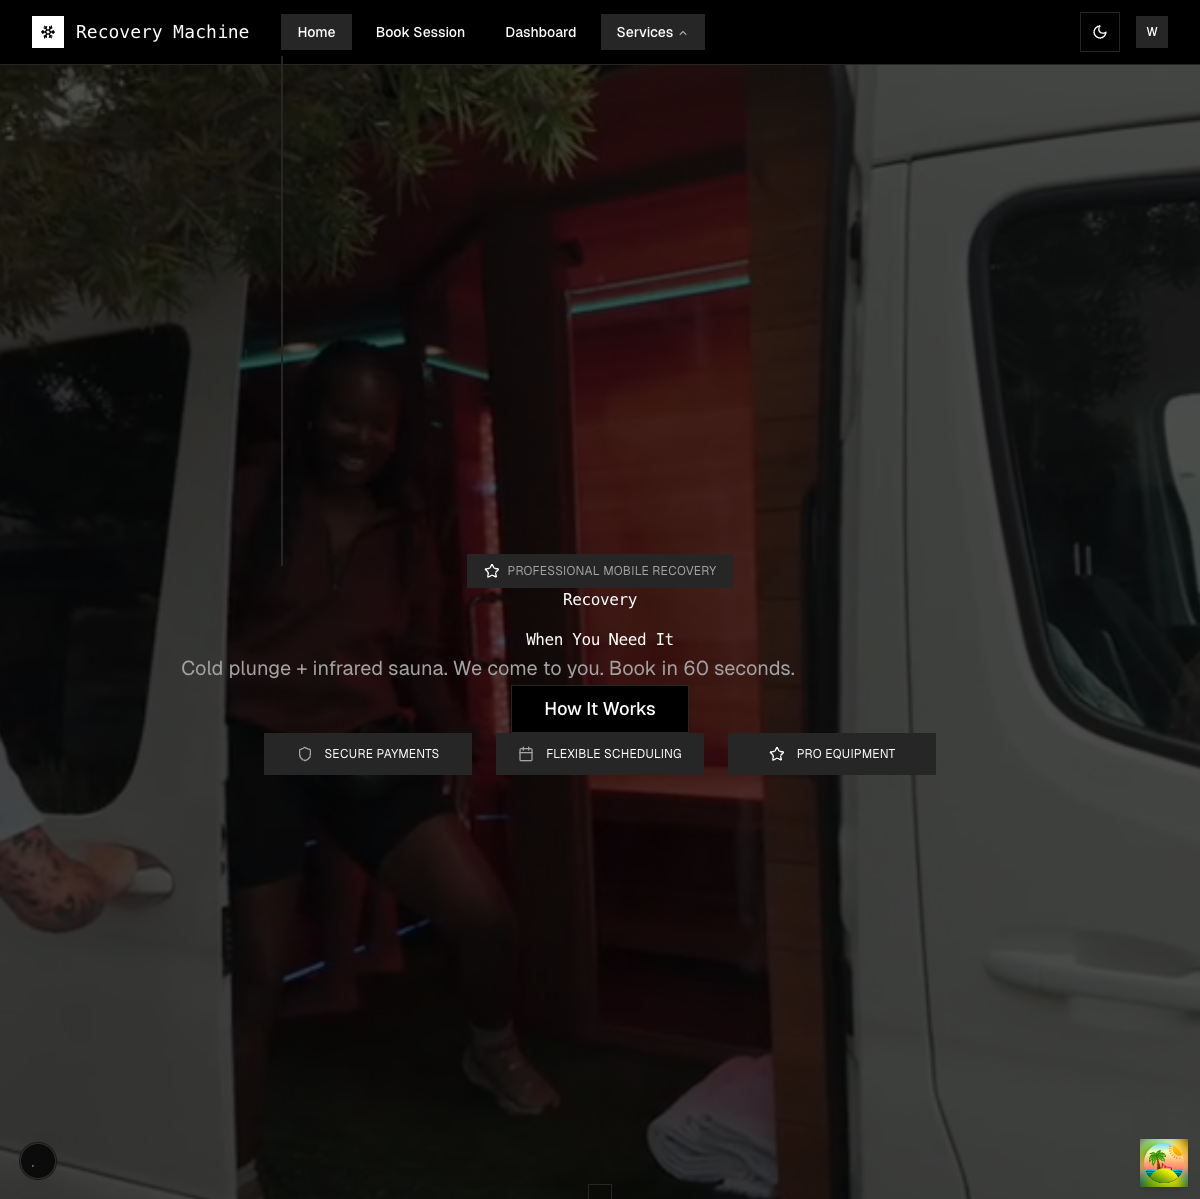 Recovery Machine
Home
Book Session
Dashboard
Services
W
PROFESSIONAL MOBILE RECOVERY
Recovery
When You Need It
Cold plunge + infrared sauna. We come to you. Book in 60 seconds.
How It Works
SECURE PAYMENTS
FLEXIBLE SCHEDULING
PRO EQUIPMENT